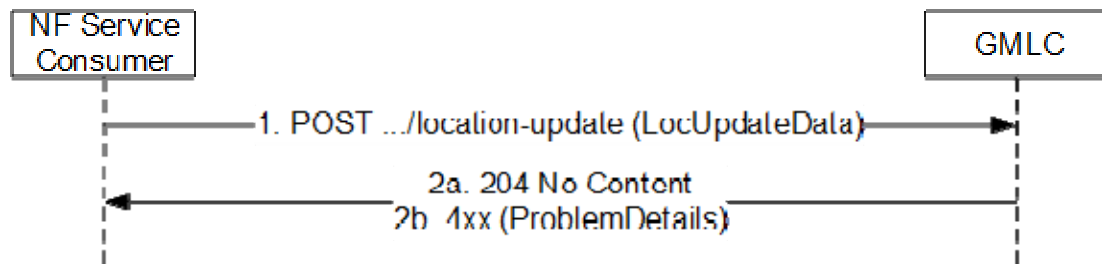 NF Service
Consumer
GMLC
1. POST .../location-update (LocUpdateData)
2a. 204 No Content
2b 4xx (ProblemDetails)